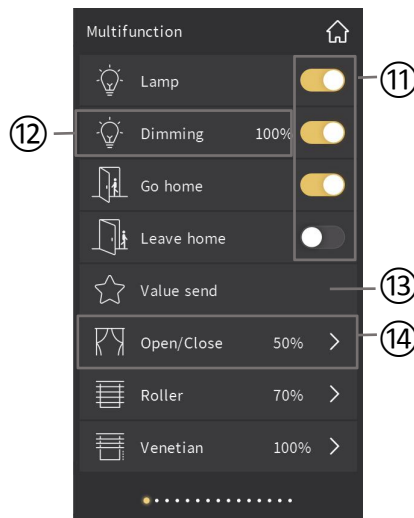 Multifunction
Lamp
⑪
⑫
Dimming 100%
Go home
Leave home
Value send
⑬
Open/Close 50%
⑭
Roller 70%
Venetian 100%